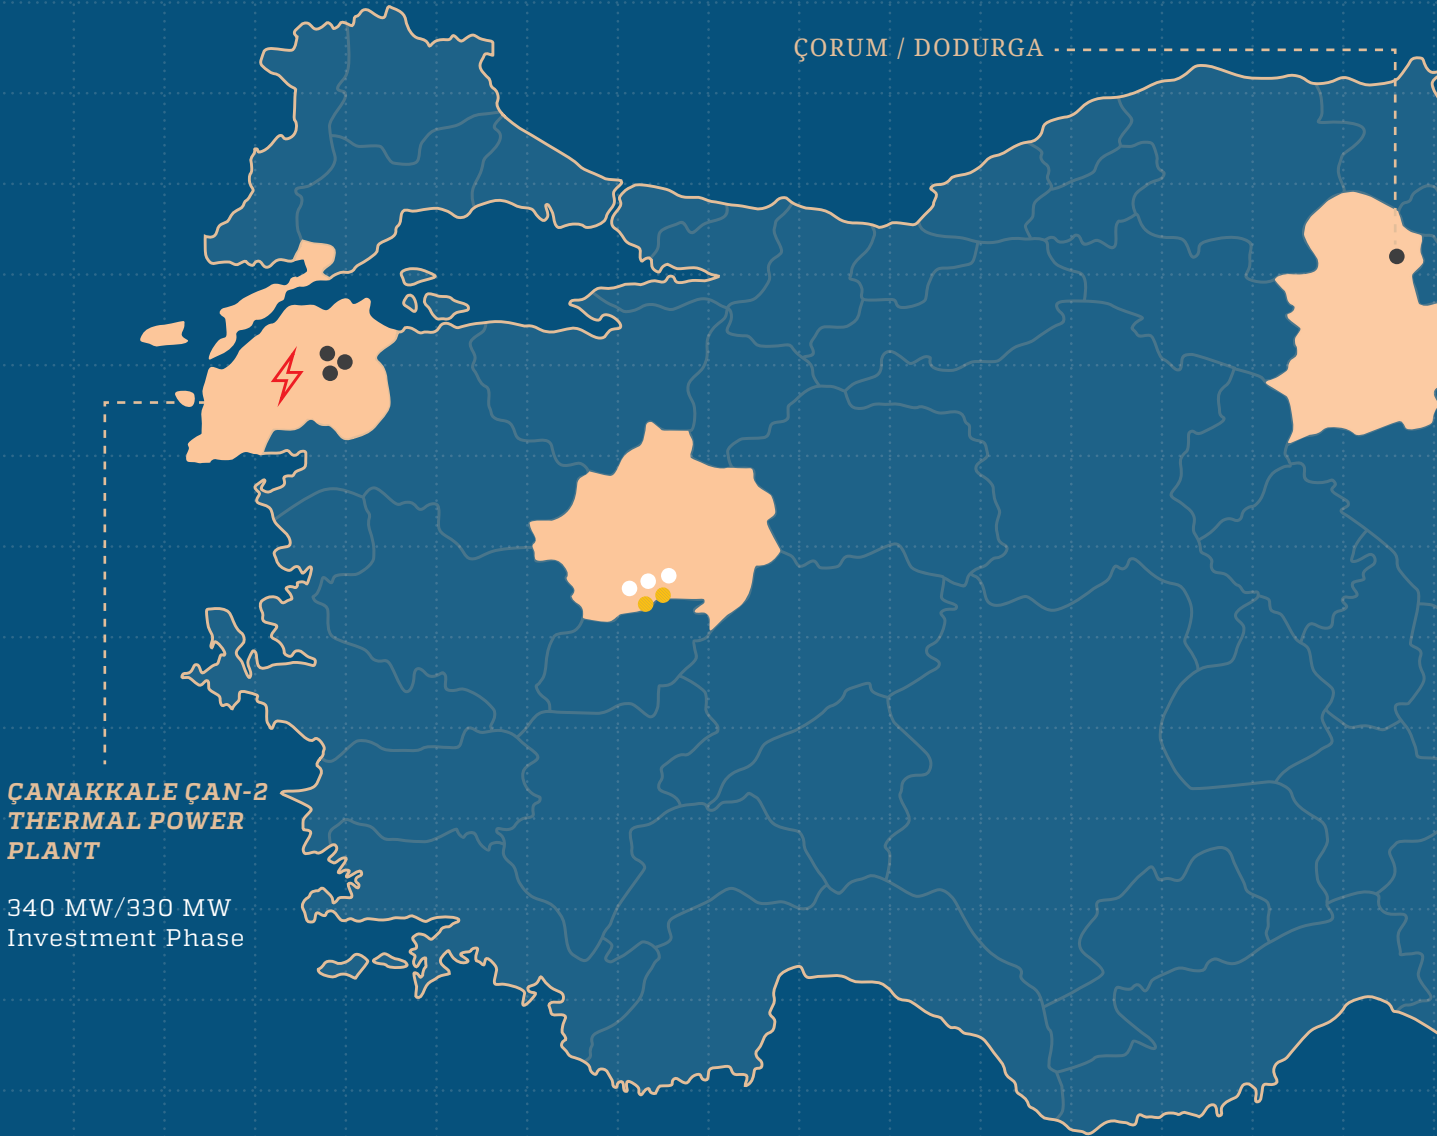 ÇORUM / DODURGA
ÇANAKKALE ÇAN-2
THERMAL POWER
PLANT
340 MW/330 MW
Investment Phase